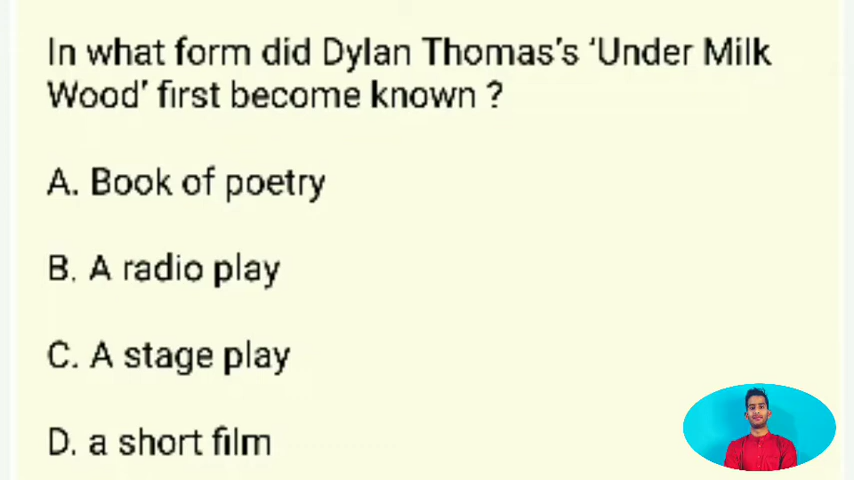 In what form did Dylan Thomas's 'Under Milk
Wood' first become known ?
A. Book of poetry
B. A radio play
C. A stage play
D. a short film